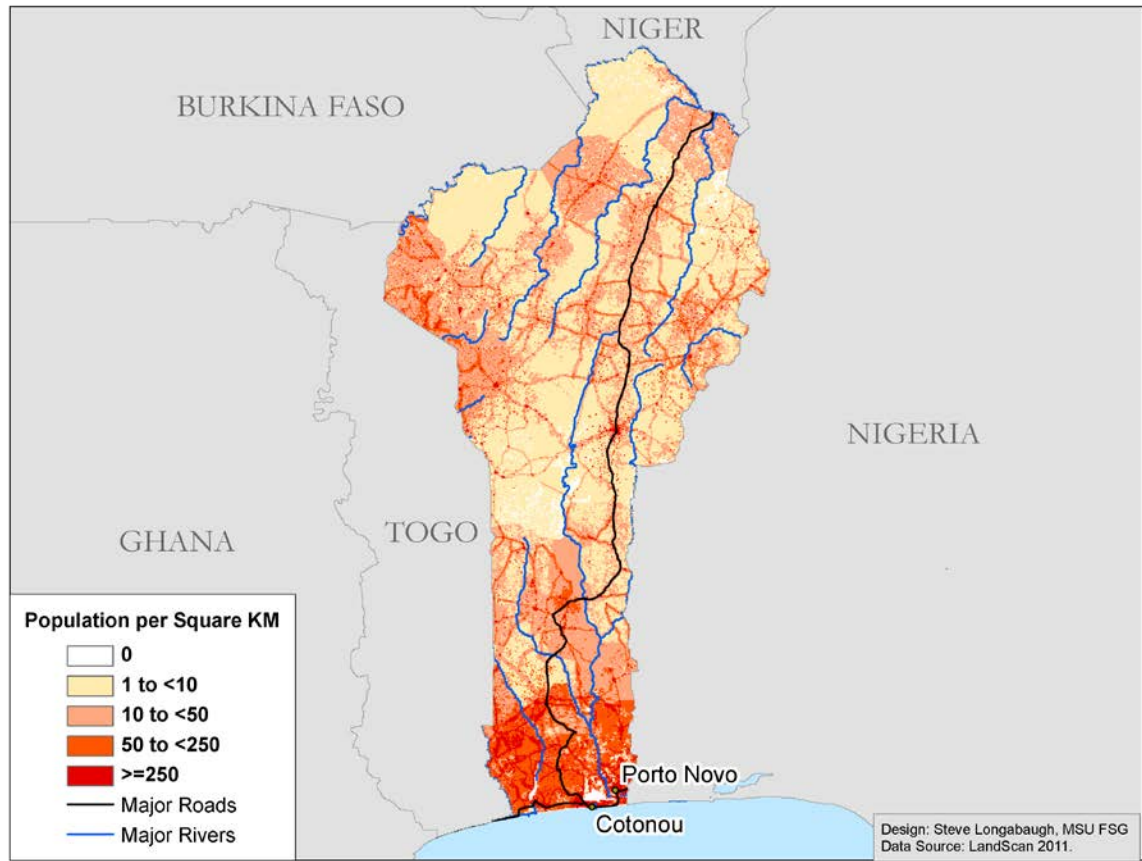 NIGER
BURKINA FASO
NIGERIA
GHANA
TOGO
Population per Square KM
0
1 to <10
10 to <50
50 to <250
>=250
Major Roads
Major Rivers
Porto Novo
Cotonou
Design: Steve Longabaugh, MSU FSG
Data Source: LandScan 2011.